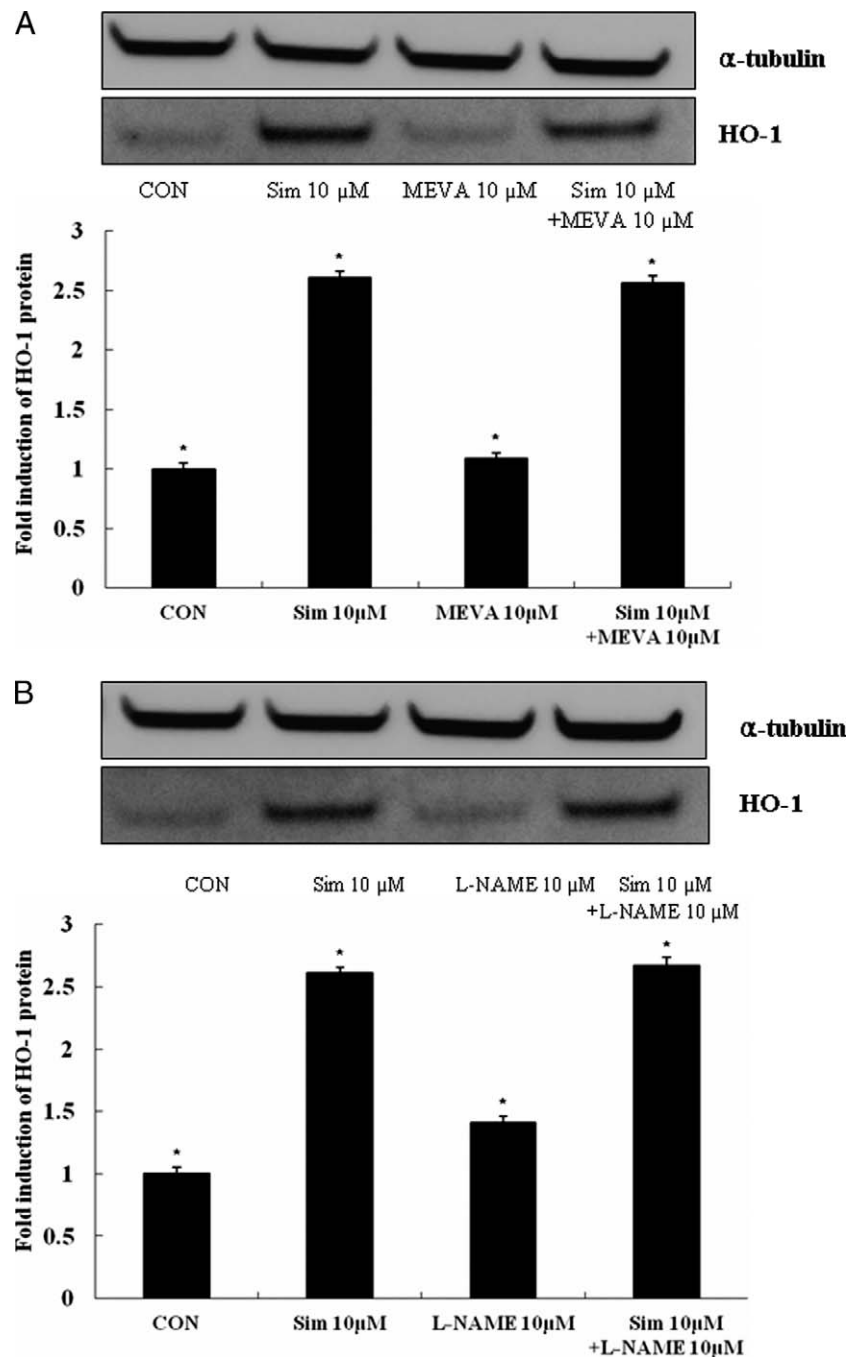 A
α-tubulin
HO-1
CON Sim 10 μM MEVA 10 μM Sim 10 μM
+MEVA 10 μM
Fold induction of HO-1 protein
3
2.5
2
1.5
1
0.5
0
* * * *
CON Sim 10μM MEVA 10μM Sim 10μM
+MEVA 10μM
B
α-tubulin
HO-1
CON Sim 10 μM L-NAME 10 μM Sim 10 μM
+L-NAME 10 μM
Fold induction of HO-1 protein
3
2.5
2
1.5
1
0.5
0
* * * *
CON Sim 10μM L-NAME 10μM Sim 10μM
+L-NAME 10μM